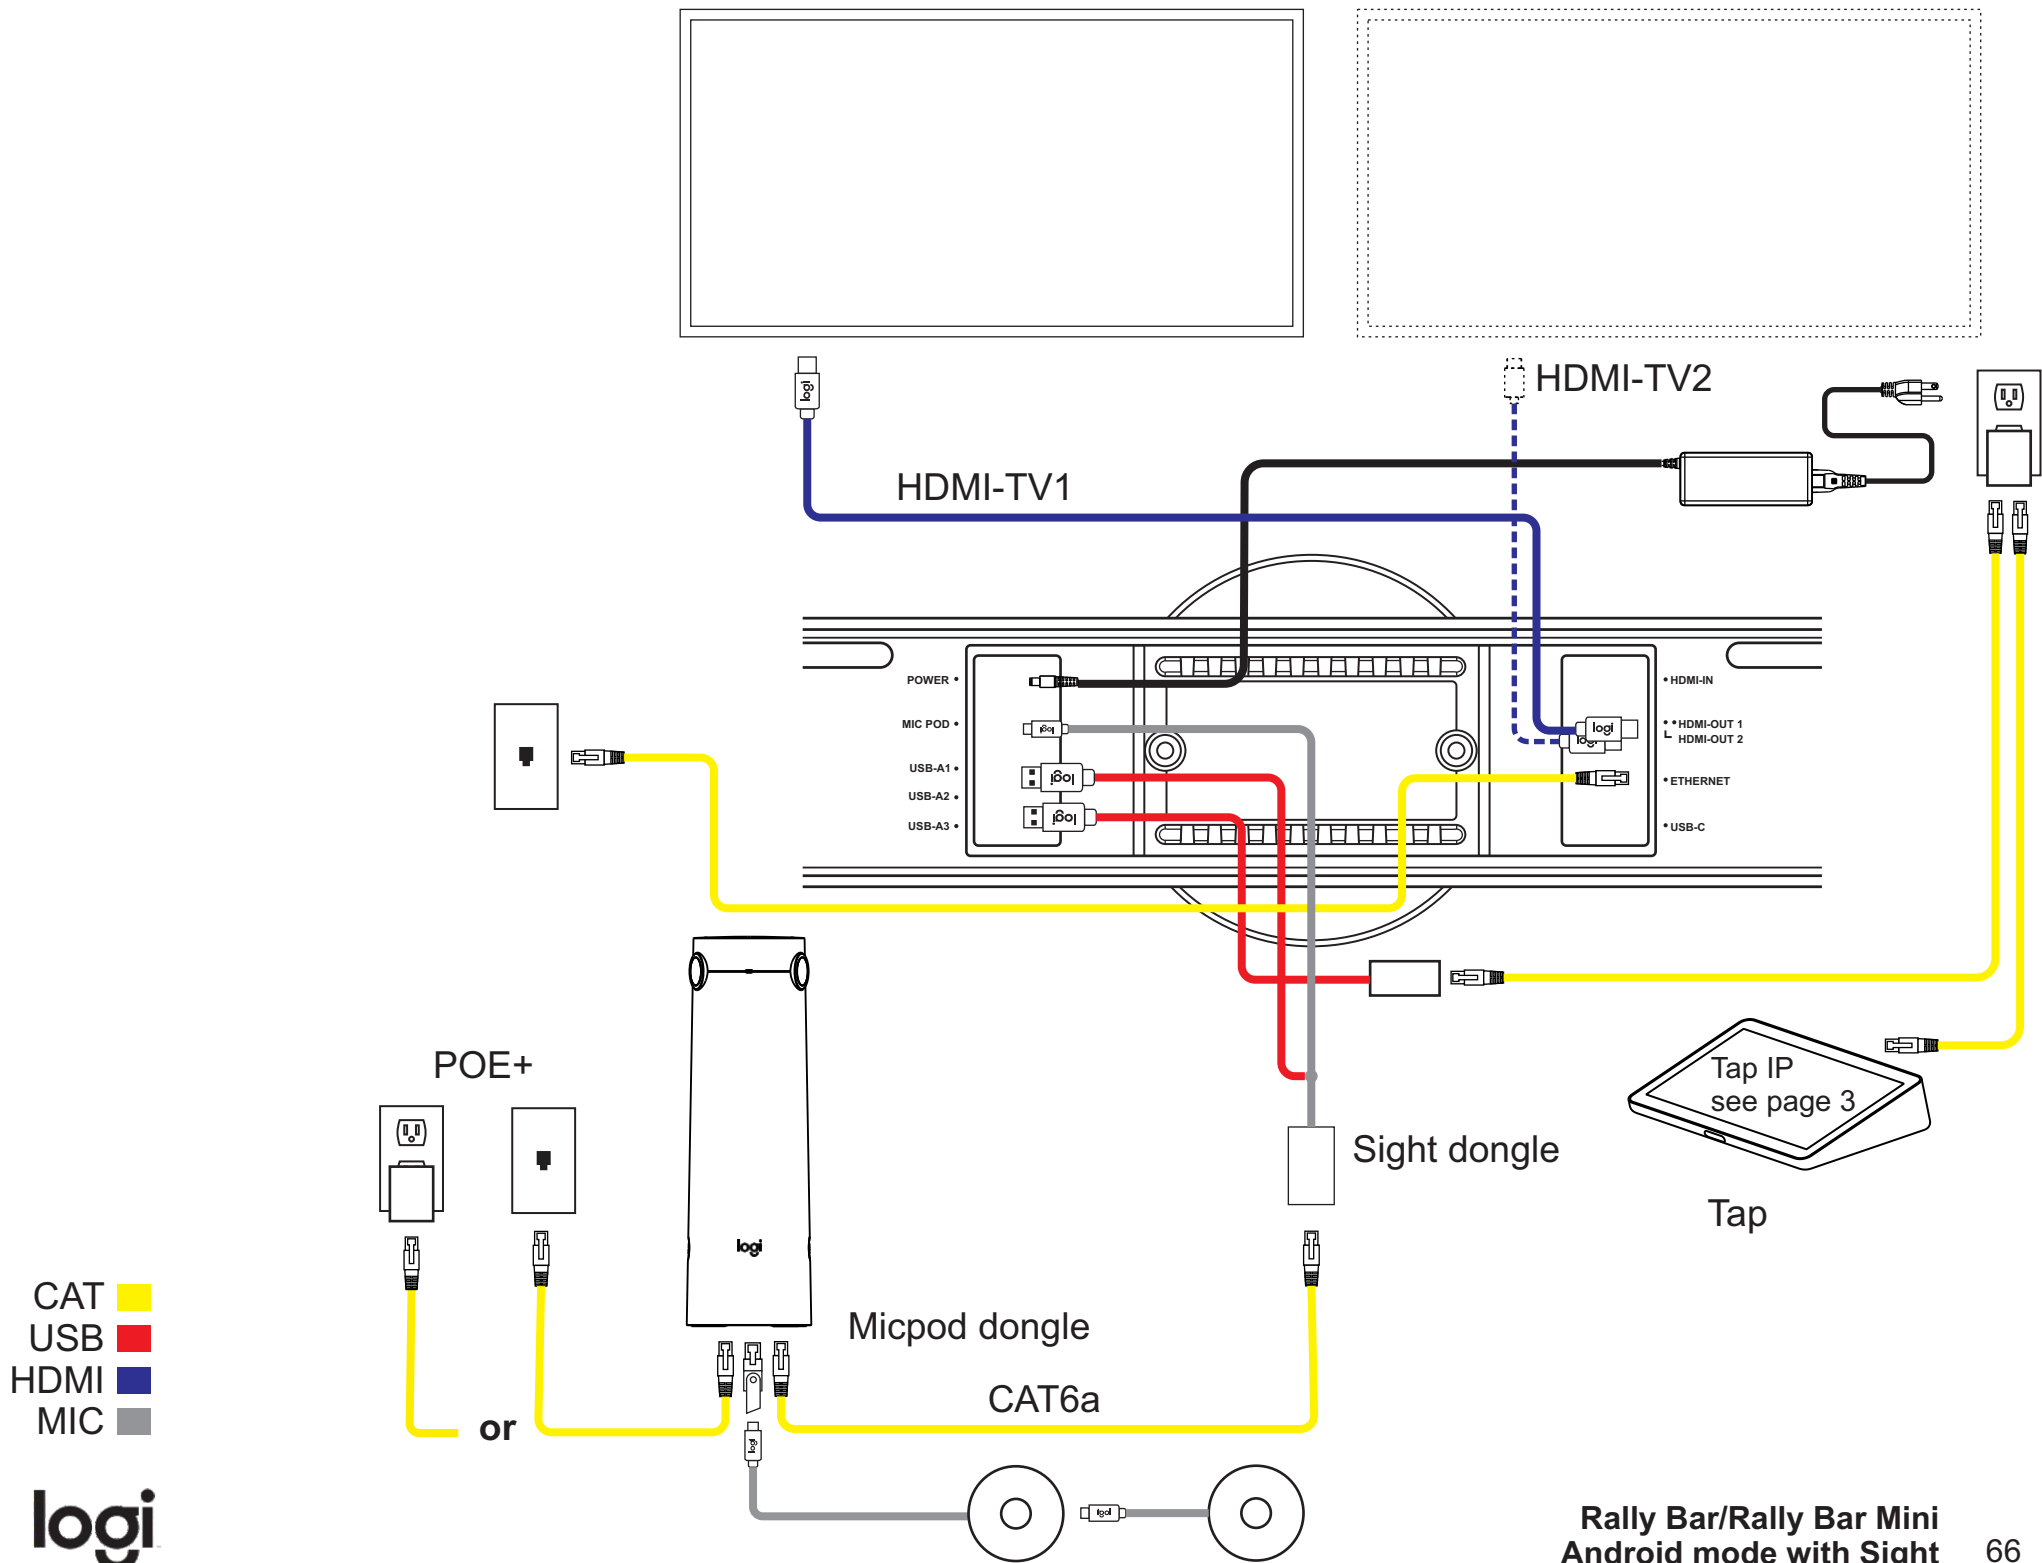 HDMI-TV2
HDMI-TV1
logi
POWER
MIC POD
USB-A1
USB-A2
USB-A3
logi
logi
logi
HDMI-IN
HDMI-OUT 1
HDMI-OUT 2
ETHERNET
USB-C
logi
logi
POE+
Tap IP
see page 3
Sight dongle
Tap
logi
CAT
USB
HDMI
MIC
Micpod dongle
CAT6a
or
logi
logi
logi
Rally Bar/Rally Bar Mini
Android mode with Sight
66